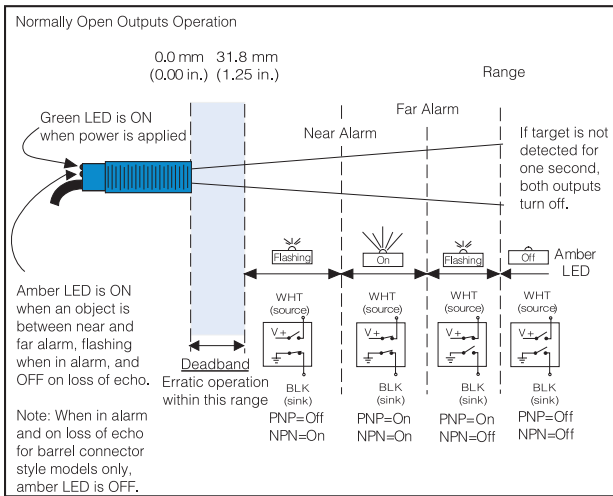 Normally Open Outputs Operation
0.0 mm 31.8 mm
(0.00 in.) (1.25 in.)
Range
Far Alarm
Near Alarm
Green LED is ON
when power is applied
If target is not
detected for
one second,
both outputs
turn off.
Flashing
On
Flashing
Off
Amber
LED
Amber LED is ON
when an object is
between near and
far alarm, flashing
when in alarm, and
OFF on loss of echo.
Note: When in alarm
and on loss of echo
for barrel connector
style models only,
amber LED is OFF.
Deadband
Erratic operation
within this range
WHT
(source)
V+
BLK
(sink)
PNP=Off
NPN=On
WHT
(source)
V+
BLK
(sink)
PNP=On
NPN=On
WHT
(source)
V+
BLK
(sink)
PNP=On
NPN=Off
WHT
(source)
V+
BLK
(sink)
PNP=Off
NPN=Off